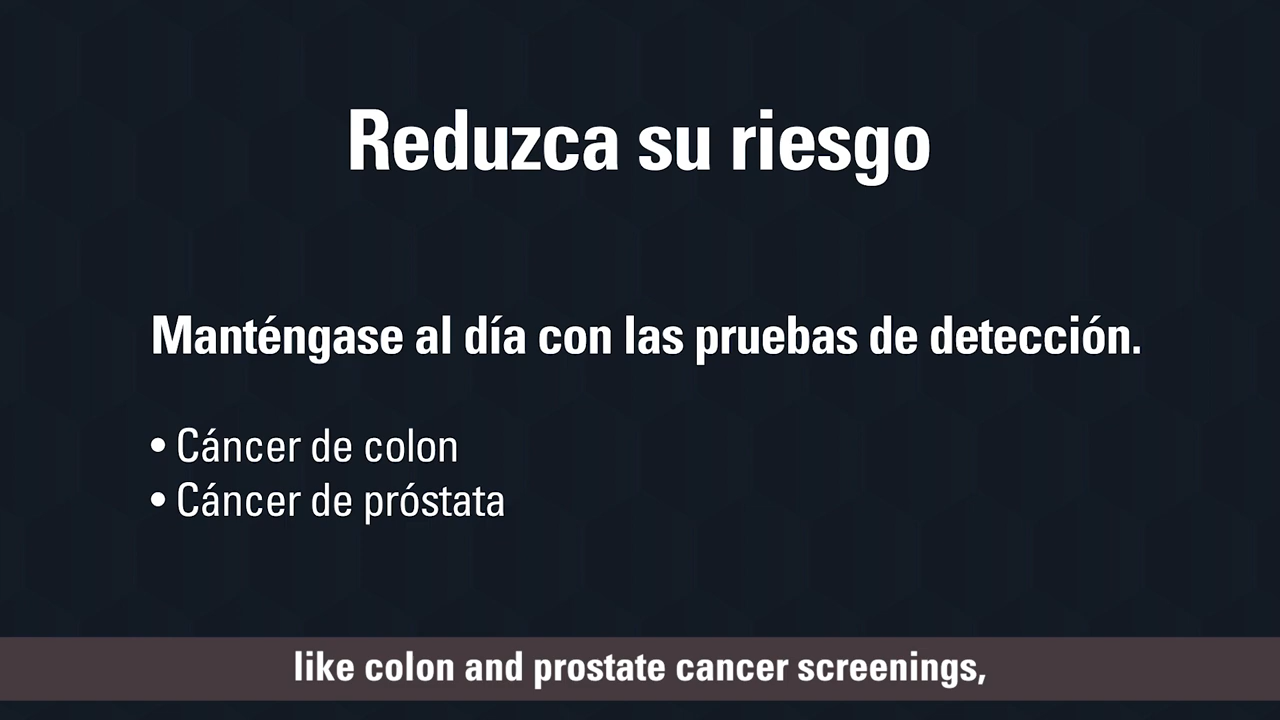 Reduzca su riesgo
Manténgase al día con las pruebas de detección.
• Cáncer de colon
• Cáncer de próstata
like colon and prostate cancer screenings,